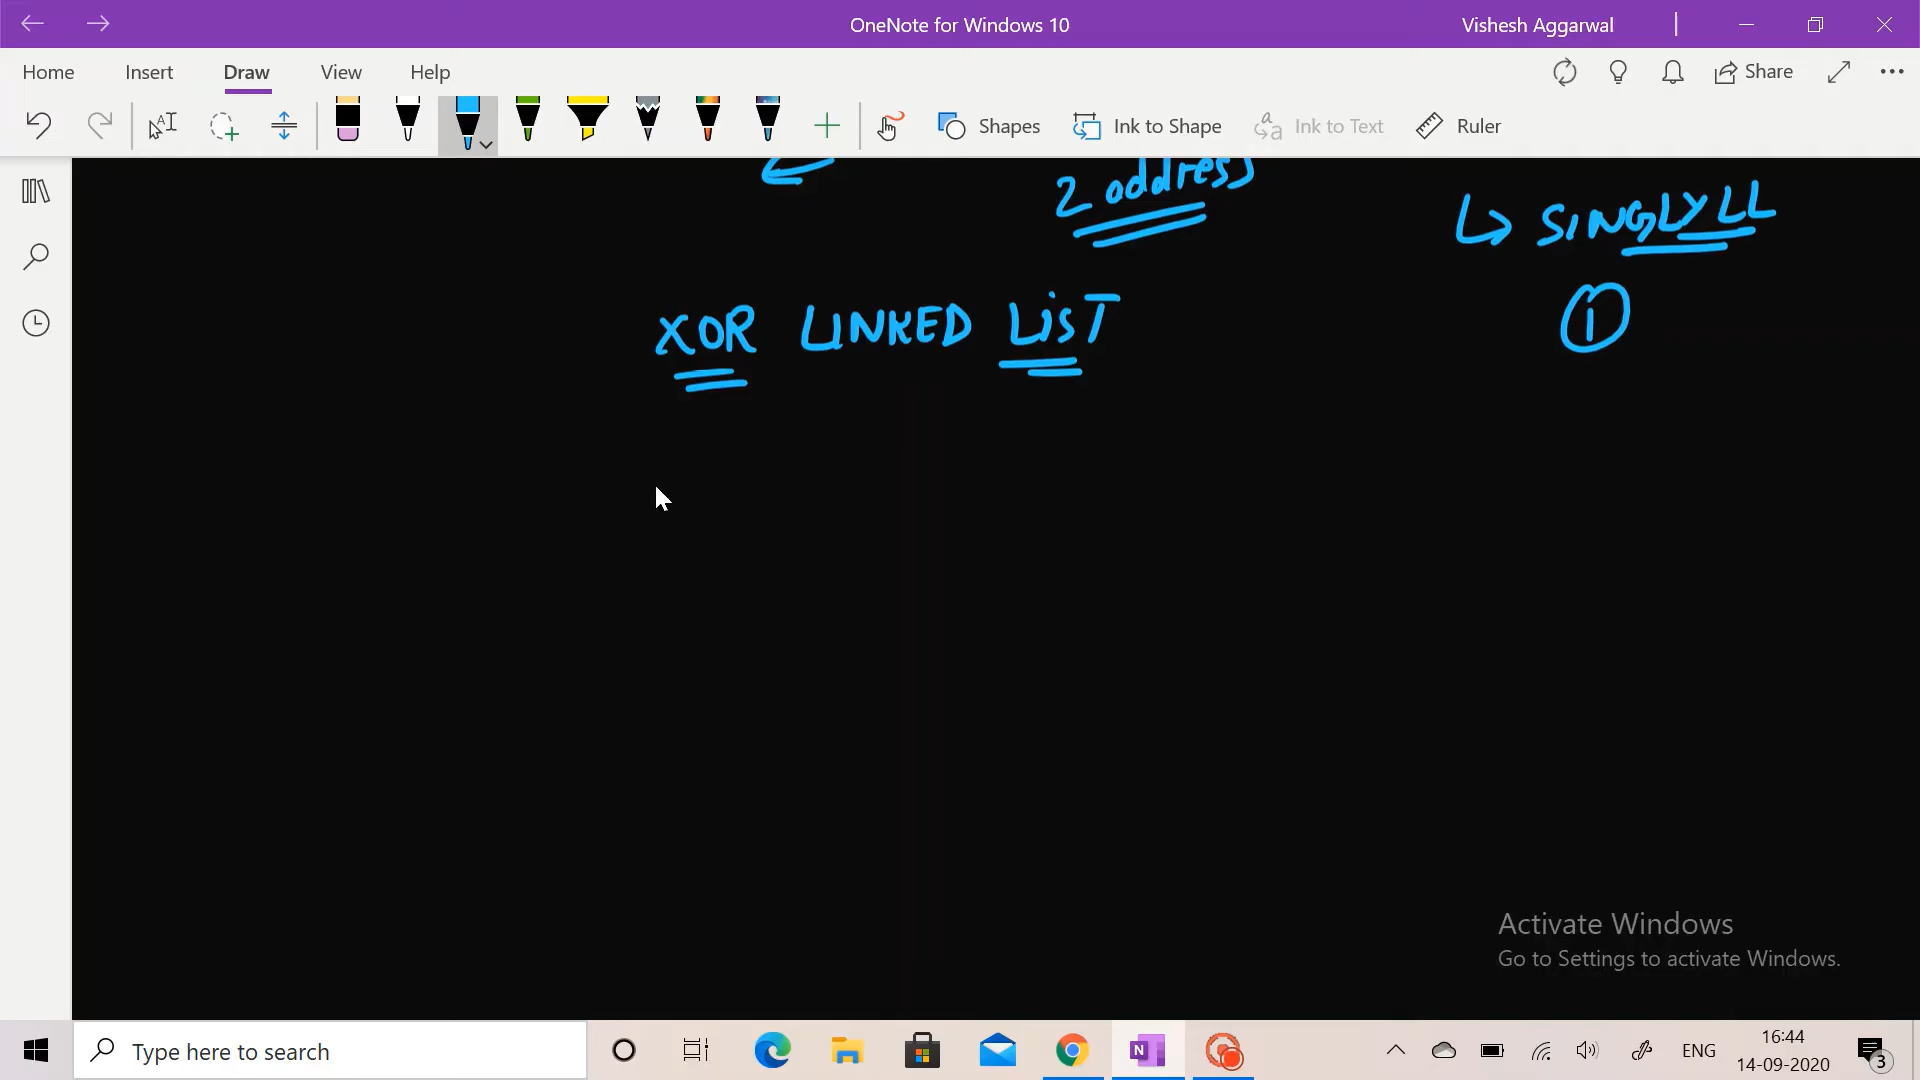 OneNote for Windows 10
Vishesh Aggarwal
Home Insert Draw View Help
Share
Shapes Ink to Shape Ink to Text Ruler
2 address
↳ SINGLY LL
XOR LINKED LIST
①
Activate Windows
Go to Settings to activate Windows.
Type here to search
ENG
16:44
14-09-2020
3